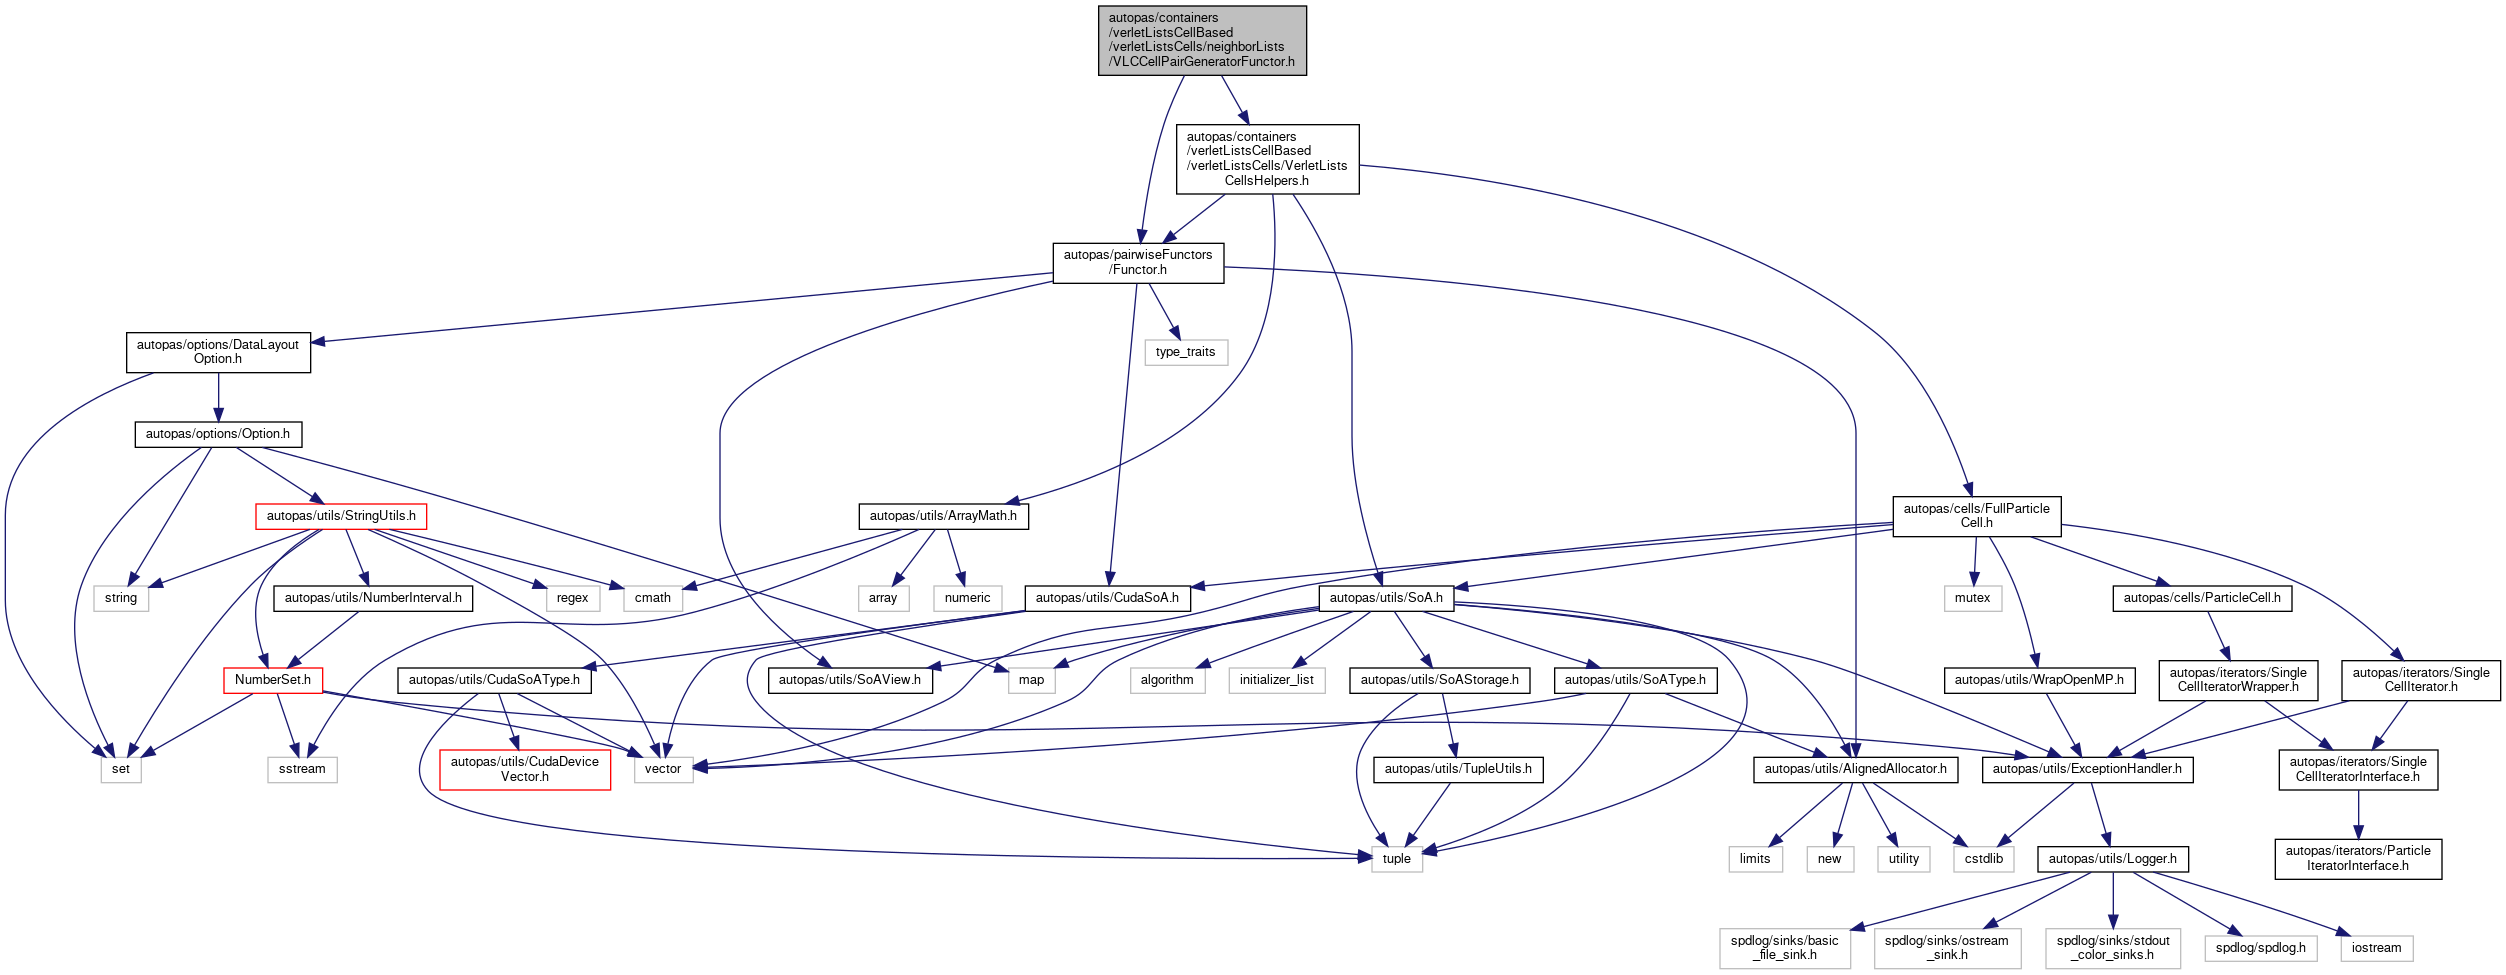 autopas/containers
/verletListsCellBased
/verletListsCells/neighborLists
/VLCCellPairGeneratorFunctor.h
autopas/containers
/verletListsCellBased
/verletListsCells/VerletLists
CellsHelpers.h
autopas/pairwiseFunctors
/Functor.h
autopas/options/DataLayout
Option.h
type_traits
autopas/options/Option.h
autopas/utils/StringUtils.h
autopas/utils/ArrayMath.h
autopas/cells/FullParticle
Cell.h
string
autopas/utils/NumberInterval.h
regex
cmath
array
numeric
autopas/utils/CudaSoA.h
autopas/utils/SoA.h
mutex
autopas/cells/ParticleCell.h
NumberSet.h
autopas/utils/CudaSoAType.h
autopas/utils/SoAView.h
map
algorithm
initializer_list
autopas/utils/SoAStorage.h
autopas/utils/SoAType.h
autopas/utils/WrapOpenMP.h
autopas/iterators/Single
CellIteratorWrapper.h
autopas/iterators/Single
CellIterator.h
set
sstream
autopas/utils/CudaDevice
Vector.h
vector
autopas/utils/TupleUtils.h
autopas/utils/AlignedAllocator.h
autopas/utils/ExceptionHandler.h
autopas/iterators/Single
CellIteratorInterface.h
tuple
limits
new
utility
cstdlib
autopas/utils/Logger.h
autopas/iterators/Particle
IteratorInterface.h
spdlog/sinks/basic
_file_sink.h
spdlog/sinks/ostream
_sink.h
spdlog/sinks/stdout
_color_sinks.h
spdlog/spdlog.h
iostream